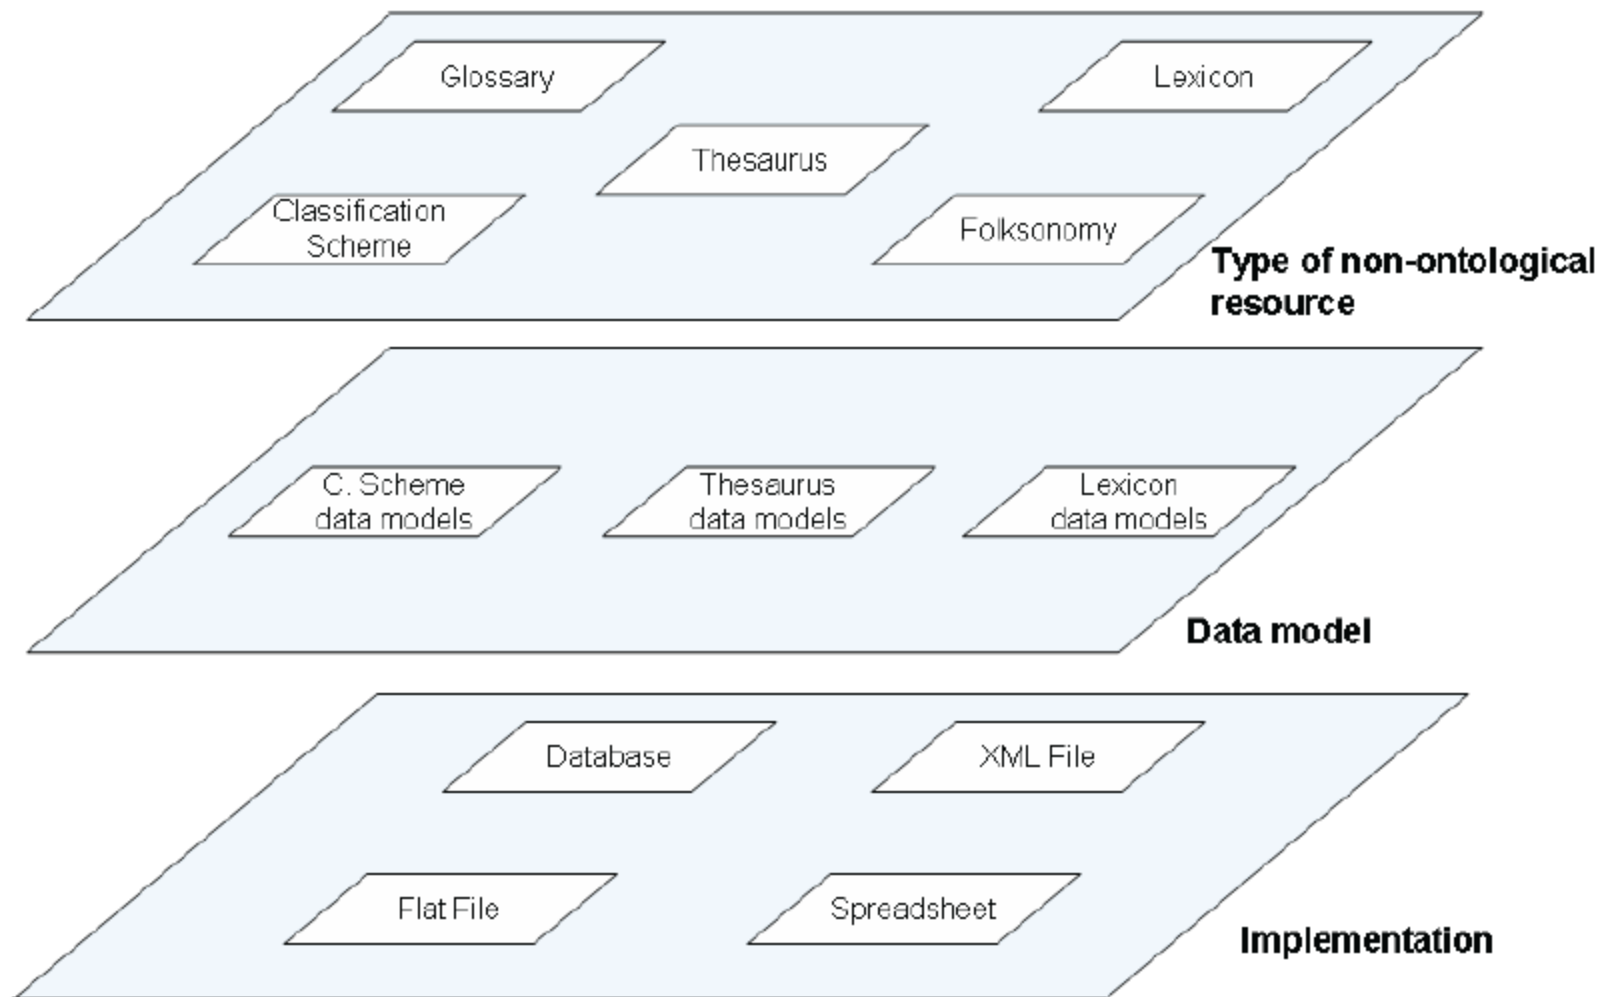 Glossary
Lexicon
Thesaurus
Classification
Scheme
Folksonomy
Type of non-ontological
resource
C. Scheme
data models
Thesaurus
data models
Lexicon
data models
Data model
Database
XML File
Flat File
Spreadsheet
Implementation